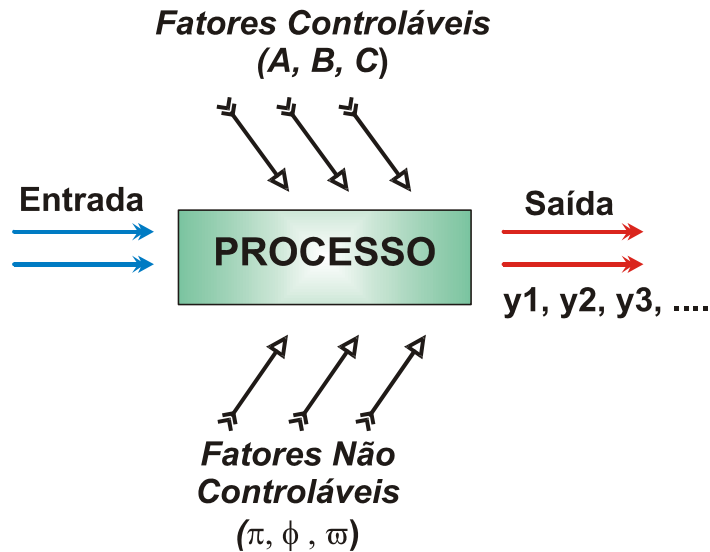 Fatores Controláveis
(A, B, C)
Entrada
PROCESSO
Saída
y1, y2, y3, ....
Fatores Não
Controláveis
(π, ϕ , ϖ)